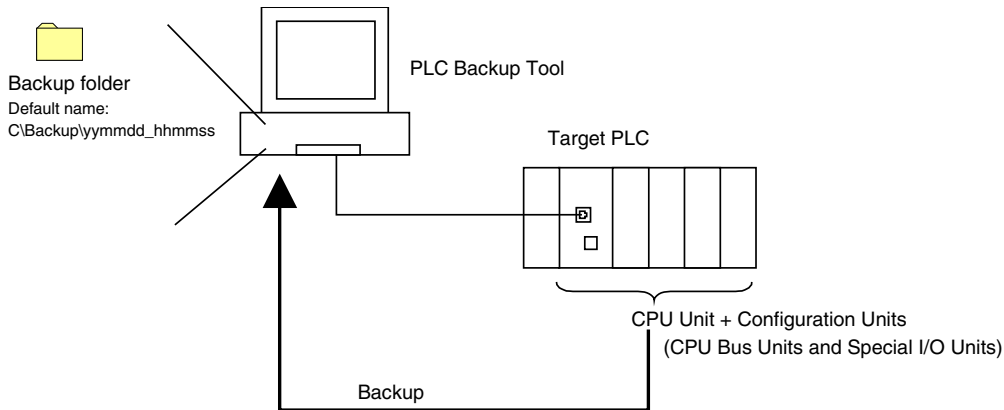 Backup folder
Default name:
C\Backup\yymmdd_hhmmss
PLC Backup Tool
Target PLC
CPU Unit + Configuration Units
(CPU Bus Units and Special I/O Units)
Backup